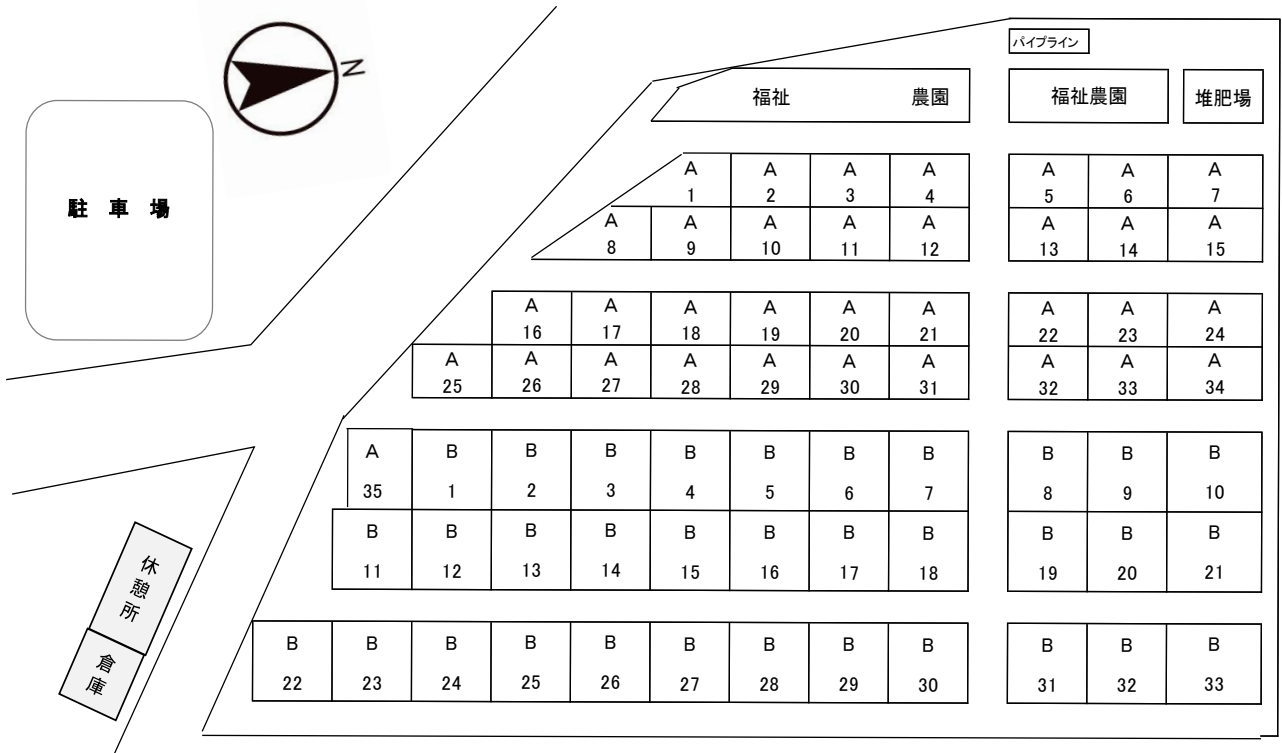 パイプライン
N
福祉 農園
福祉農園
堆肥場
駐 車 場
A A A A A A A
1 2 3 4 5 6 7
A A A A A A A A
8 9 10 11 12 13 14 15
A A A A A A A A A
16 17 18 19 20 21 22 23 24
A A A A A A A A A A
25 26 27 28 29 30 31 32 33 34
A B B B B B B B B B B
35 1 2 3 4 5 6 7 8 9 10
B B B B B B B B B B B
11 12 13 14 15 16 17 18 19 20 21
休憩所
倉庫
B B B B B B B B B B B B
22 23 24 25 26 27 28 29 30 31 32 33